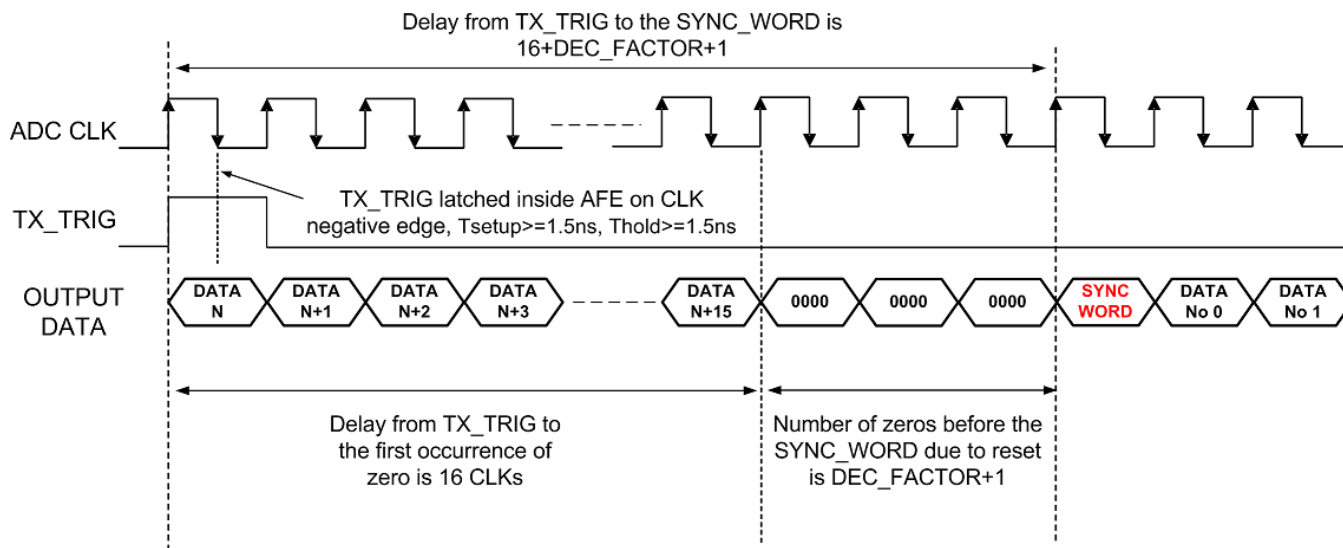 Delay from TX_TRIG to the SYNC_WORD is
16+DEC_FACTOR+1
ADC CLK
TX_TRIG latched inside AFE on CLK
negative edge, Tsetup>=1.5ns, Thold>=1.5ns
TX_TRIG
OUTPUT
DATA
DATA
N
DATA
N+1
DATA
N+2
DATA
N+3
DATA
N+15
0000
0000
0000
SYNC
WORD
DATA
No 0
DATA
No 1
Delay from TX_TRIG to
the first occurrence of
zero is 16 CLKs
Number of zeros before the
SYNC_WORD due to reset
is DEC_FACTOR+1